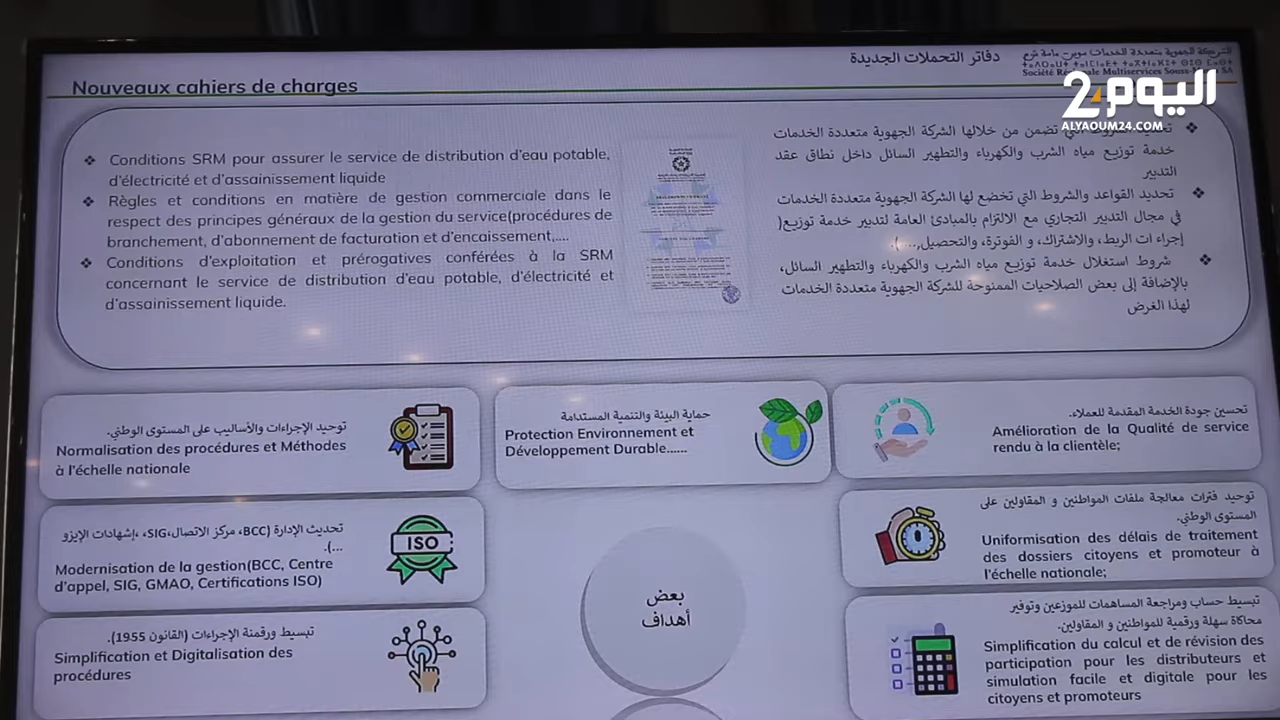 دفاتر التحملات الجديدة
الشركة الجهوية متعددة الخدمات سوس- ماسة ش.م
Nouveaux cahiers de charges
Société Régionale Multiservices Souss-Massa SA
اليوم24
ALYAOUM24.COM
❖ Conditions SRM pour assurer le service de distribution d'eau potable,
d'électricité et d'assainissement liquide
❖ Règles et conditions en matière de gestion commerciale dans le
respect des principes généraux de la gestion du service(procédures de
branchement, d'abonnement de facturation et d'encaissement,....
❖ Conditions d'exploitation et prérogatives conférées à la SRM
concernant le service de distribution d'eau potable, d'électricité et
d'assainissement liquide.
❖ تضمن من خلالها الشركة الجهوية متعددة الخدمات
خدمة توزيع مياه الشرب والكهرباء والتطهير السائل داخل نطاق عقد
التدبير
❖ تحديد القواعد والشروط التي تخضع لها الشركة الجهوية متعددة الخدمات
في مجال التدبير التجاري مع الالتزام بالمبادئ العامة لتدبير خدمة توزيع(
إجراء ات الربط، والاشتراك، و الفوترة، والتحصيل,...).
❖ شروط استغلال خدمة توزيع مياه الشرب والكهرباء والتطهير السائل،
بالإضافة إلى بعض الصلاحيات الممنوحة للشركة الجهوية متعددة الخدمات
لهذا الغرض
توحيد الإجراءات والأساليب على المستوى الوطني.
Normalisation des procédures et Méthodes
à l'échelle nationale
حماية البيئة والتنمية المستدامة
Protection Environnement et
Développement Durable......
تحسين جودة الخدمة المقدمة للعملاء.
Amélioration de la Qualité de service
rendu à la clientèle;
تحديث الإدارة (BCC، مركز الاتصال،SIG، ،إشهادات الإيزو
...).
Modernisation de la gestion(BCC, Centre
d'appel, SIG, GMAO, Certifications ISO)
ISO
توحيد فترات معالجة ملفات المواطنين و المقاولين على
المستوى الوطني.
Uniformisation des délais de traitement
des dossiers citoyens et promoteur à
l'échelle nationale;
بعض
أهداف
تبسيط ورقمنة الإجراءات (القانون 1955).
Simplification et Digitalisation des
procédures
تبسيط حساب ومراجعة المساهمات للموزعين وتوفير
محاكاة سهلة ورقمية للمواطنين و المقاولين.
Simplification du calcul et de révision des
participation pour les distributeurs et
simulation facile et digitale pour les
citoyens et promoteurs